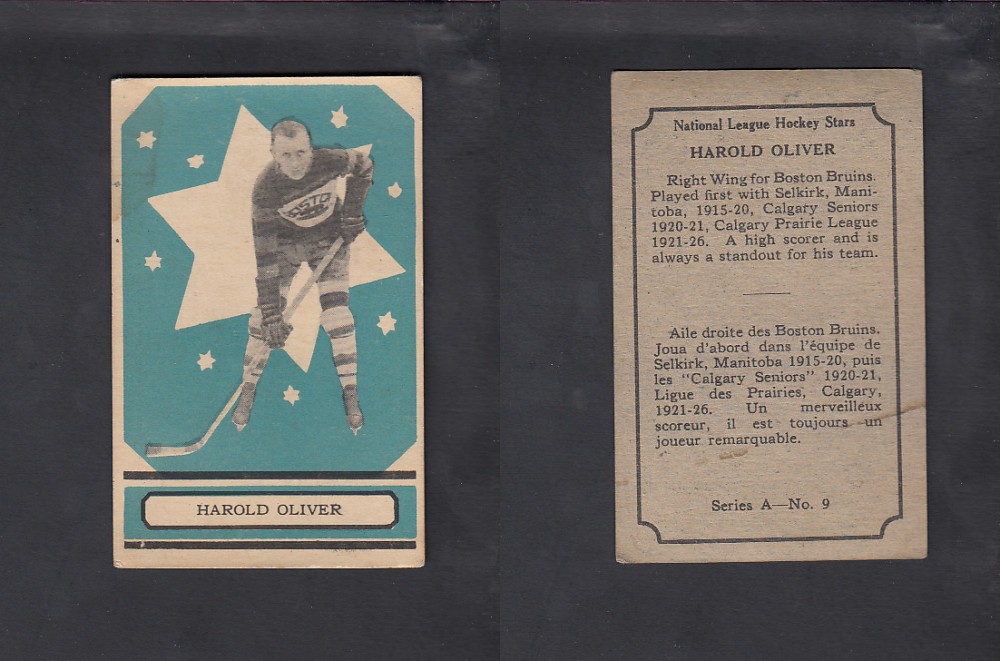 BOSTON
HAROLD OLIVER
National League Hockey Stars
HAROLD OLIVER
Right Wing for Boston Bruins.
Played first with Selkirk, Mani-
toba, 1915-20, Calgary Seniors
1920-21, Calgary Prairie League
1921-26. A high scorer and is
always a standout for his team.
Aile droite des Boston Bruins.
Joua d'abord dans l'équipe de
Selkirk, Manitoba 1915-20, puis
les "Calgary Seniors" 1920-21,
Ligue des Prairies, Calgary,
1921-26. Un merveilleux
scoreur, il est toujours un
joueur remarquable.
Series A—No. 9